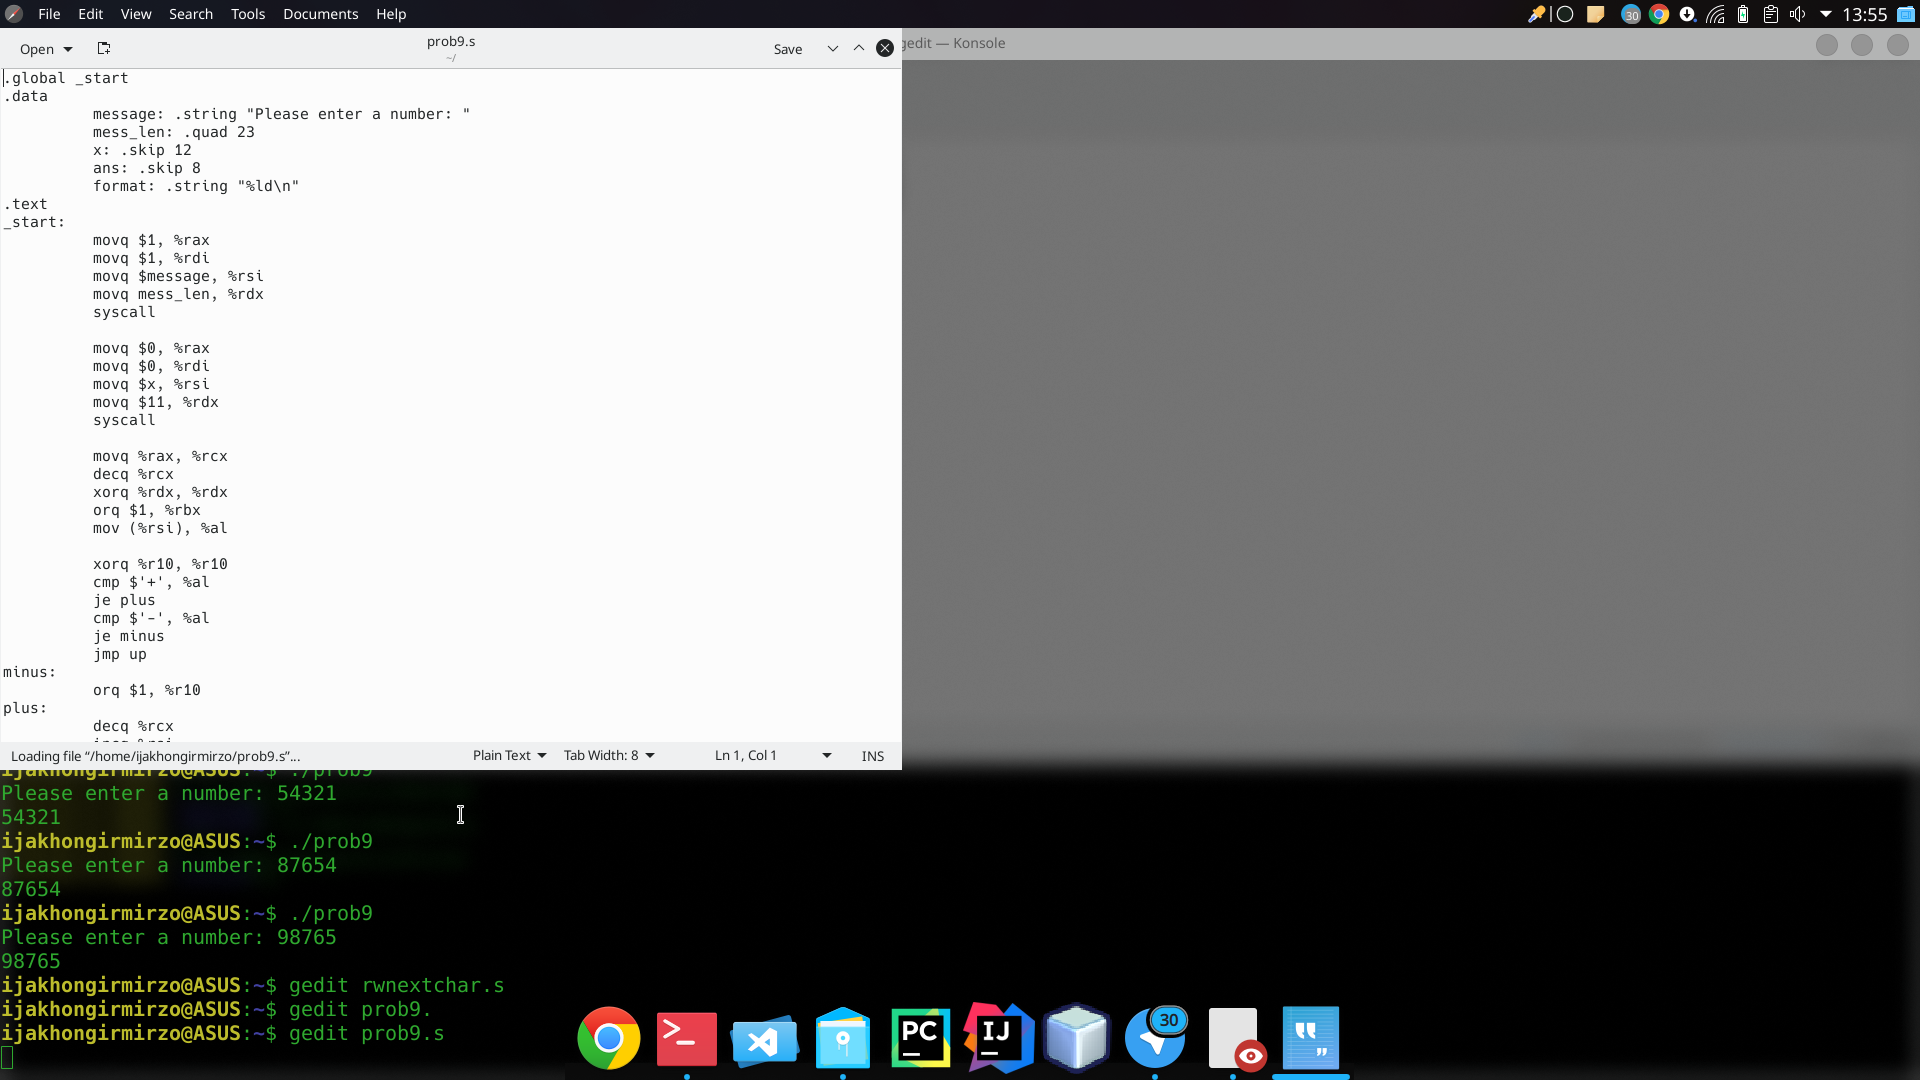 File Edit View Search Tools Documents Help 30 13:55
Open prob9.s Save
~/
gedit — Konsole
.global _start
.data
message: .string "Please enter a number: "
mess_len: .quad 23
x: .skip 12
ans: .skip 8
format: .string "%ld\n"
.text
_start:
movq $1, %rax
movq $1, %rdi
movq $message, %rsi
movq mess_len, %rdx
syscall
movq $0, %rax
movq $0, %rdi
movq $x, %rsi
movq $11, %rdx
syscall
movq %rax, %rcx
decq %rcx
xorq %rdx, %rdx
orq $1, %rbx
mov (%rsi), %al
xorq %r10, %r10
cmp $'+', %al
je plus
cmp $'-', %al
je minus
jmp up
minus:
orq $1, %r10
plus:
decq %rcx
Loading file “/home/ijakhongirmirzo/prob9.s”... Plain Text Tab Width: 8 Ln 1, Col 1 INS
ijakhongirmirzo@ASUS:~$ ./prob9
Please enter a number: 54321
54321
ijakhongirmirzo@ASUS:~$ ./prob9
Please enter a number: 87654
87654
ijakhongirmirzo@ASUS:~$ ./prob9
Please enter a number: 98765
98765
ijakhongirmirzo@ASUS:~$ gedit rwnextchar.s
ijakhongirmirzo@ASUS:~$ gedit prob9.
ijakhongirmirzo@ASUS:~$ gedit prob9.s
PC IJ 30